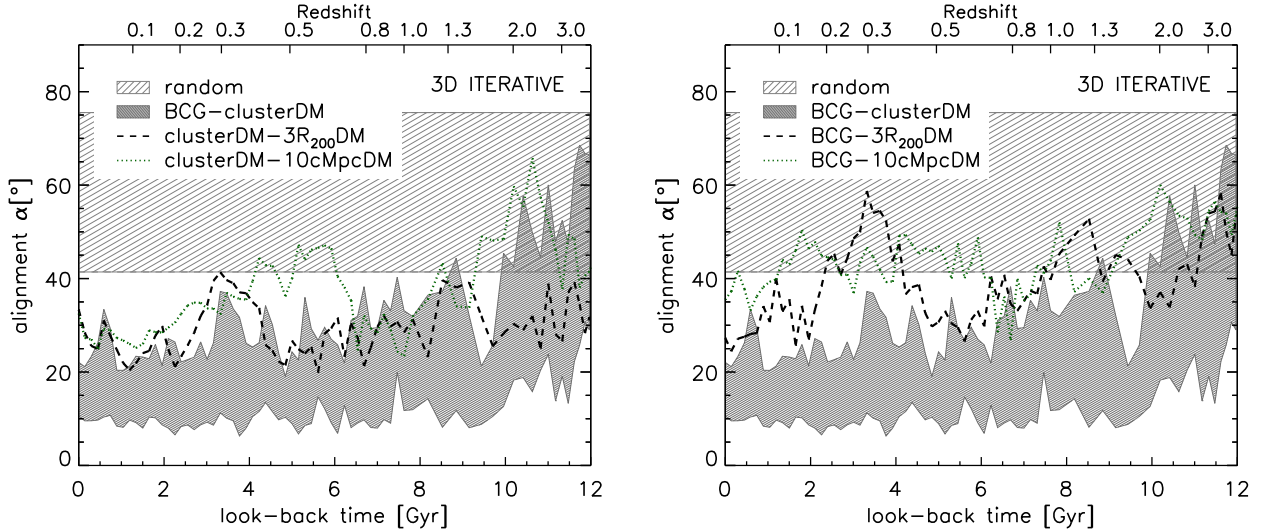 Redshift
0.1 0.2 0.3 0.5 0.8 1.0 1.3 2.0 3.0
3D ITERATIVE
random
BCG−clusterDM
clusterDM−3R200DM
clusterDM−10cMpcDM
alignment α[°]
80
60
40
20
0
0 2 4 6 8 10 12
look−back time [Gyr]
Redshift
0.1 0.2 0.3 0.5 0.8 1.0 1.3 2.0 3.0
3D ITERATIVE
random
BCG−clusterDM
BCG−3R200DM
BCG−10cMpcDM
alignment α[°]
80
60
40
20
0
0 2 4 6 8 10 12
look−back time [Gyr]